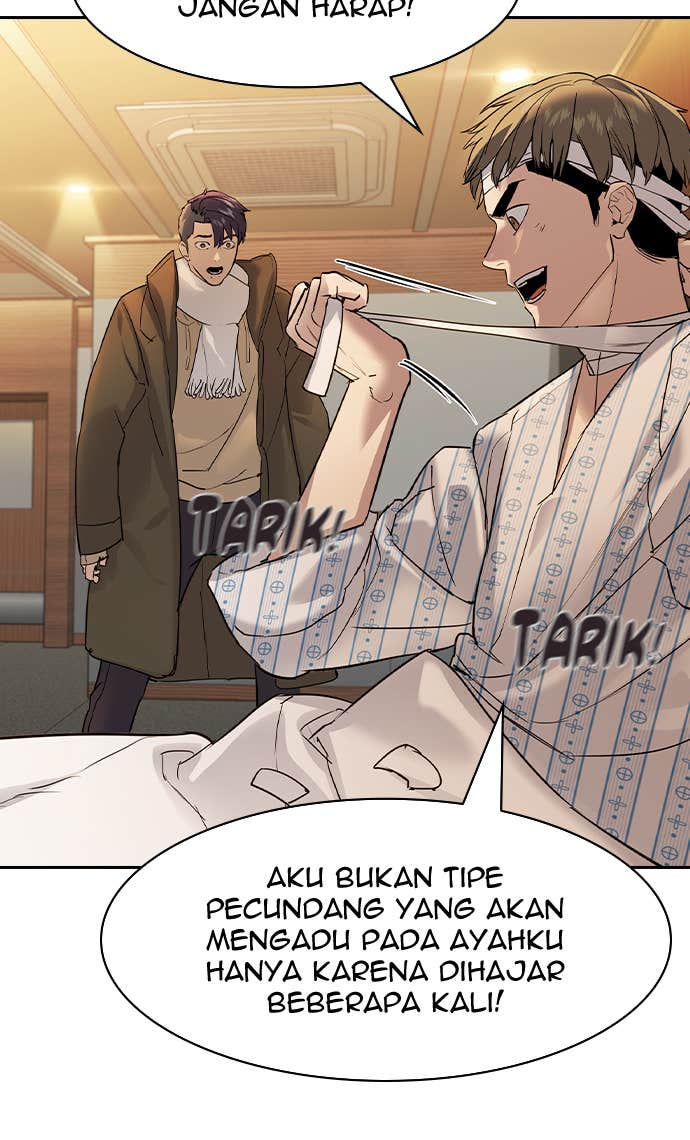 JANGAN HARAP!
TARIK!
TARIK!
AKU BUKAN TIPE
PECUNDANG YANG AKAN
MENGADU PADA AYAHKU
HANYA KARENA DIHAJAR
BEBERAPA KALI!